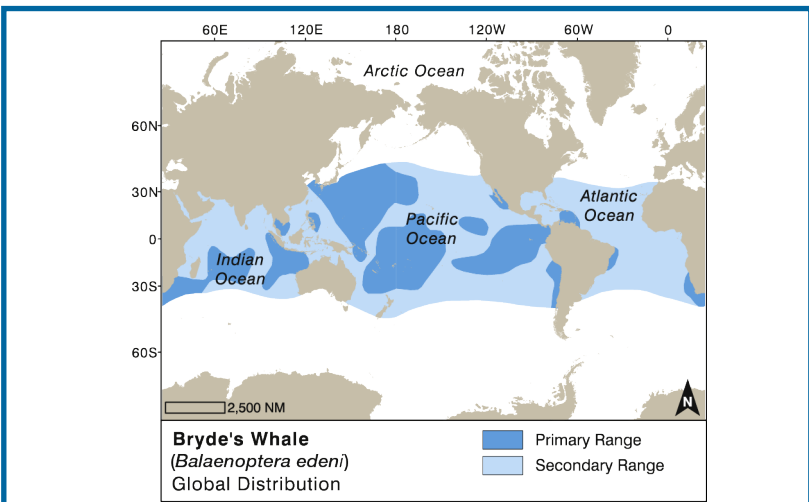 60E 120E 180 120W 60W 0
Arctic Ocean
60N
30N
Atlantic
Ocean
Pacific
Ocean
0
Indian
Ocean
30S
60S
2,500 NM
N
Bryde's Whale
(Balaenoptera edeni)
Global Distribution
Primary Range
Secondary Range